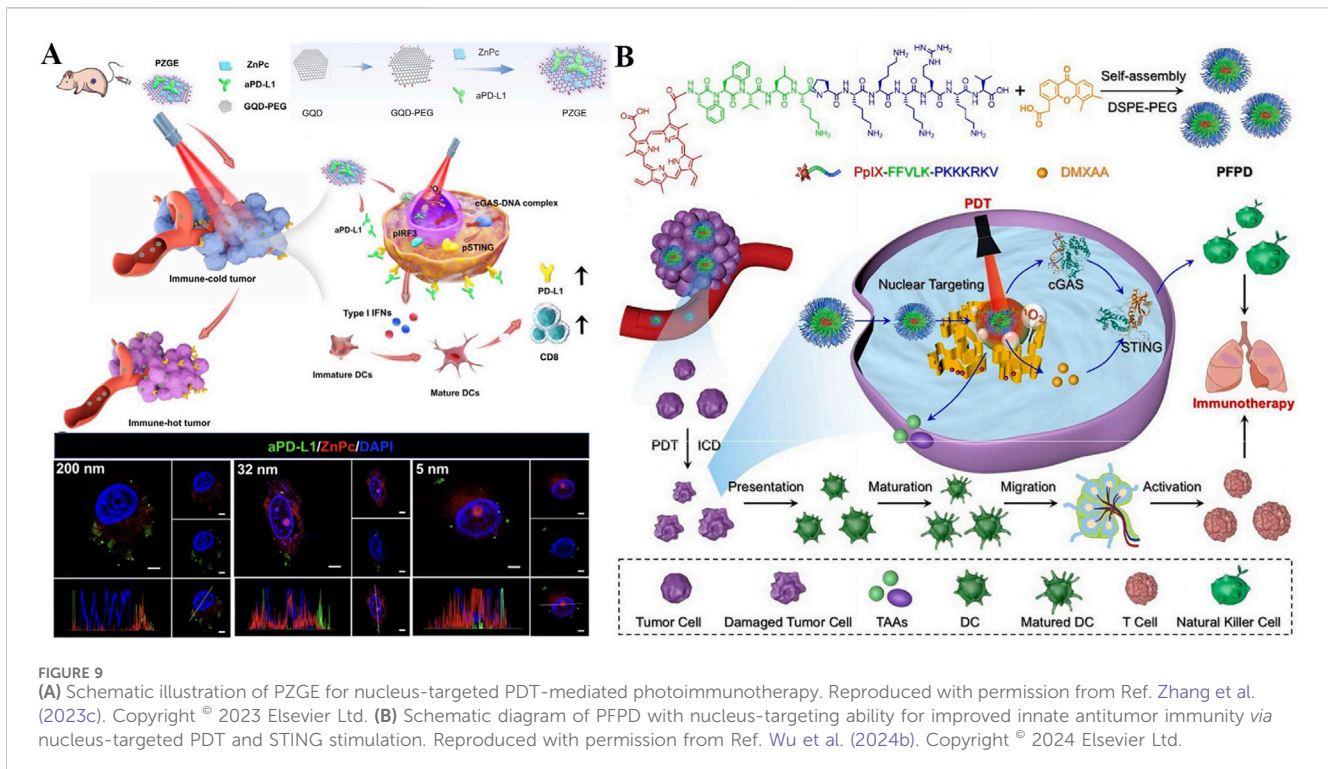 A
PZGE
ZnPc
aPD-L1
GQD-PEG
ZnPc
aPD-L1
GQD
GQD-PEG
PZGE
aPD-L1
cGAS-DNA complex
pIRF3
pSTING
Immune-cold tumor
PD-L1
Type I IFNs
CD8
Immature DCs
Mature DCs
Immune-hot tumor
aPD-L1/ZnPc/DAPI
200 nm
32 nm
5 nm
B
Self-assembly
DSPE-PEG
PFPD
PpIX-FFVLK-PKKKRKV
DMXAA
PDT
cGAS
Nuclear Targeting
STING
Immunotherapy
PDT ICD
Presentation
Maturation
Migration
Activation
Tumor Cell
Damaged Tumor Cell
TAAs
DC
Matured DC
T Cell
Natural Killer Cell
FIGURE 9
(A) Schematic illustration of PZGE for nucleus-targeted PDT-mediated photoimmunotherapy. Reproduced with permission from Ref. Zhang et al.
(2023c). Copyright © 2023 Elsevier Ltd. (B) Schematic diagram of PFPD with nucleus-targeting ability for improved innate antitumor immunity via
nucleus-targeted PDT and STING stimulation. Reproduced with permission from Ref. Wu et al. (2024b). Copyright © 2024 Elsevier Ltd.